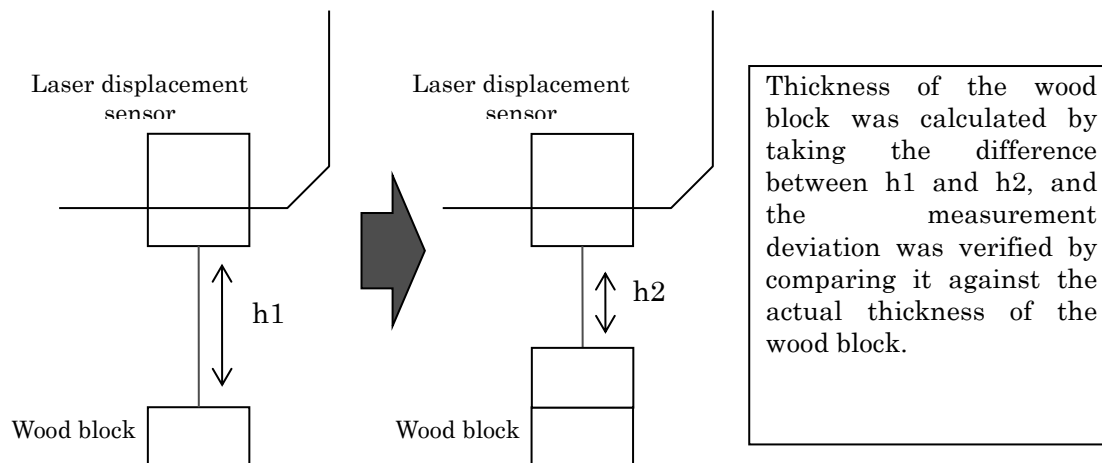 Laser displacement
sensor
h1
Wood block
Laser displacement
sensor
h2
Wood block
Thickness of the wood
block was calculated by
taking the difference
between h1 and h2, and
the measurement
deviation was verified by
comparing it against the
actual thickness of the
wood block.